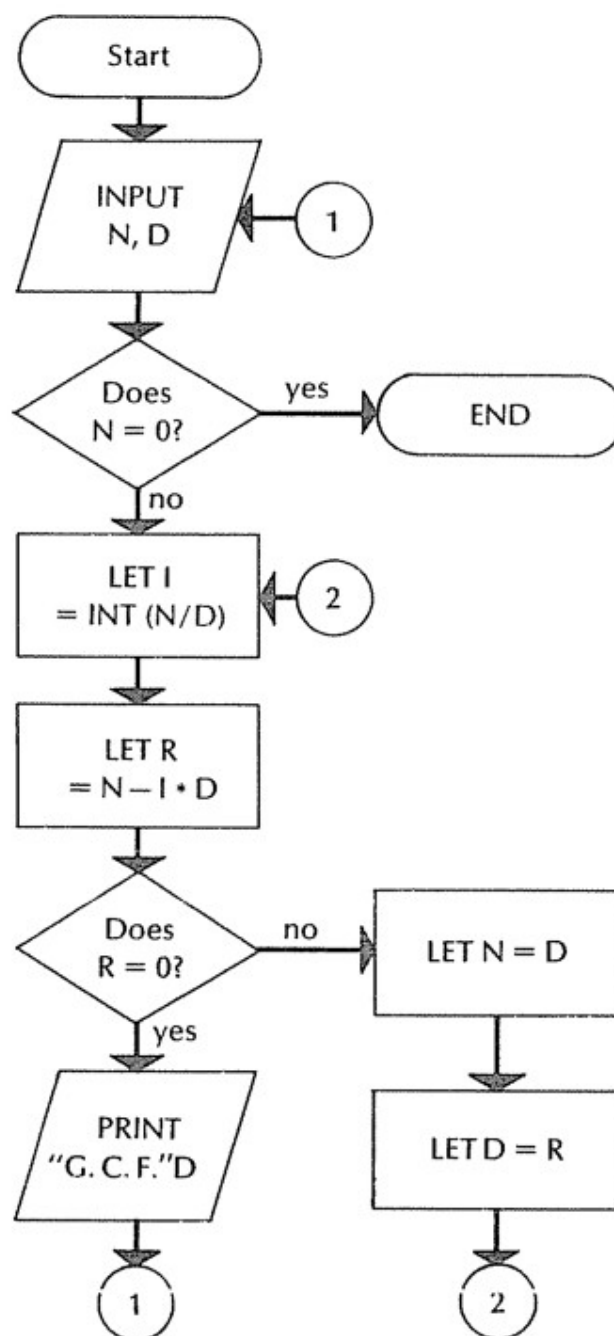 Start
INPUT
N, D
1
Does
N = 0?
yes
END
no
LET I
= INT (N/D)
2
LET R
= N – I * D
Does
R = 0?
no
LET N = D
yes
PRINT
“G. C. F.”D
LET D = R
1
2